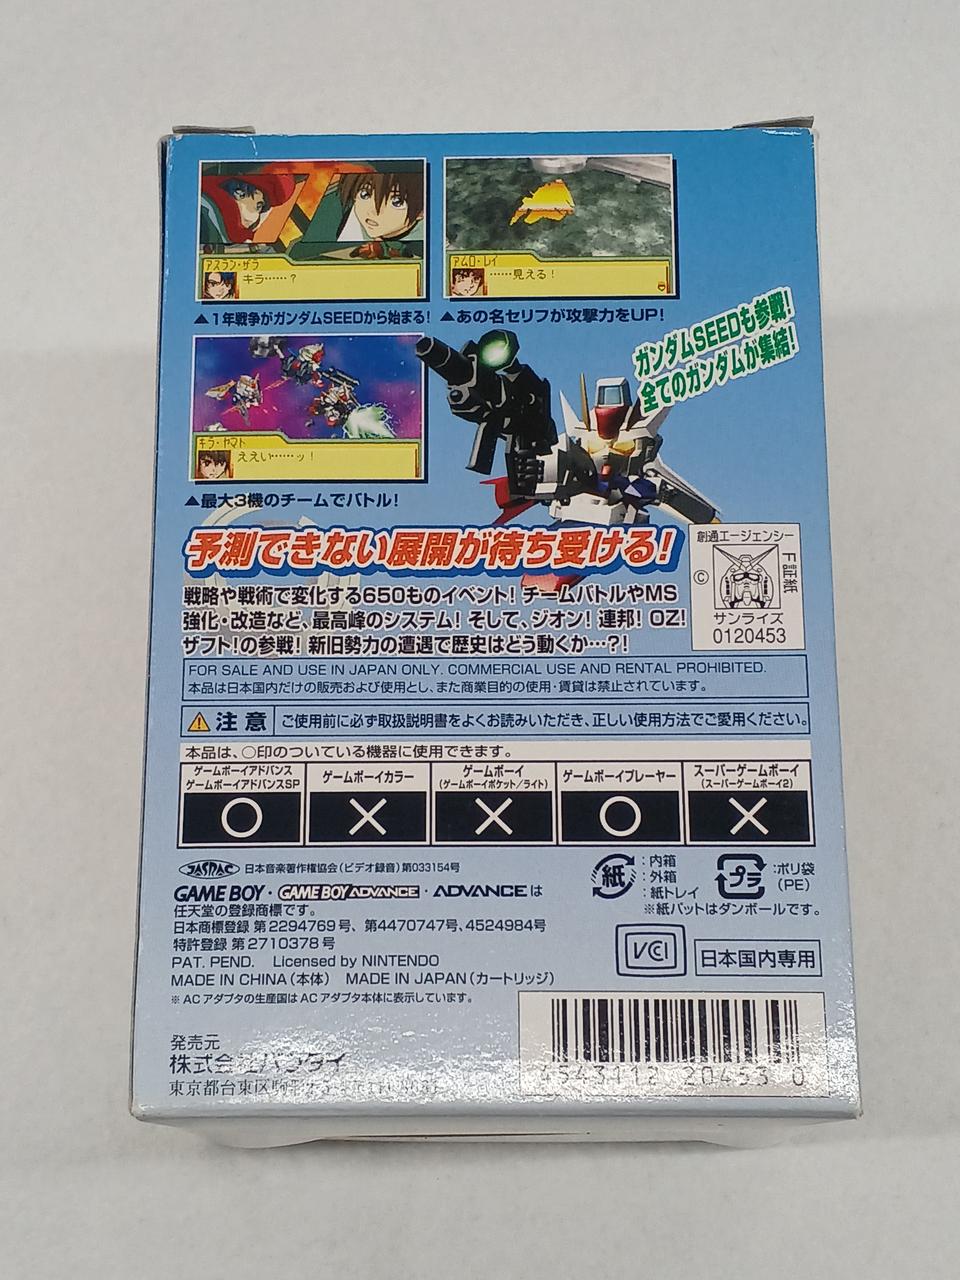 アスラン・ザラ
キラ……？
アムロ・レイ
……見える！
▲1年戦争がガンダムSEEDから始まる！
▲あの名セリフが攻撃力をUP！
ガンダムSEEDも参戦！
全てのガンダムが集結！
キラ・ヤマト
ええい……ッ！
▲最大3機のチームでバトル！
予測できない展開が待ち受ける！
戦略や戦術で変化する650ものイベント！チームバトルやMS
強化・改造など、最高峰のシステム！そして、ジオン！連邦！OZ！
ザフト！の参戦！新旧勢力の遭遇で歴史はどう動くか…？！
創通エージェンシー
©
F証紙
サンライズ
0120453
FOR SALE AND USE IN JAPAN ONLY. COMMERCIAL USE AND RENTAL PROHIBITED.
本品は日本国内だけの販売および使用とし、また商業目的の使用・賃貸は禁止されています。
注意
ご使用前に必ず取扱説明書をよくお読みいただき、正しい使用方法でご愛用ください。
本品は、○印のついている機器に使用できます。
ゲームボーイアドバンス
ゲームボーイアドバンスSP
ゲームボーイカラー
ゲームボーイ
(ゲームボーイポケット／ライト)
ゲームボーイプレーヤー
スーパーゲームボーイ
(スーパーゲームボーイ2)
○ × × ○ ×
JASRAC 日本音楽著作権協会(ビデオ録音)第033154号
GAME BOY・GAME BOY ADVANCE・ADVANCEは
任天堂の登録商標です。
日本商標登録 第2294769号、第4470747号、4524984号
特許登録 第2710378号
PAT. PEND. Licensed by NINTENDO
MADE IN CHINA(本体) MADE IN JAPAN(カートリッジ)
※ACアダプタの生産国はACアダプタ本体に表示しています。
紙
：内箱
：外箱
：紙トレイ
プラ
：ポリ袋
(PE)
※紙パットはダンボールです。
VCI
日本国内専用
発売元
株式会社バンダイ
東京都台東区駒形
4543112 20453 0